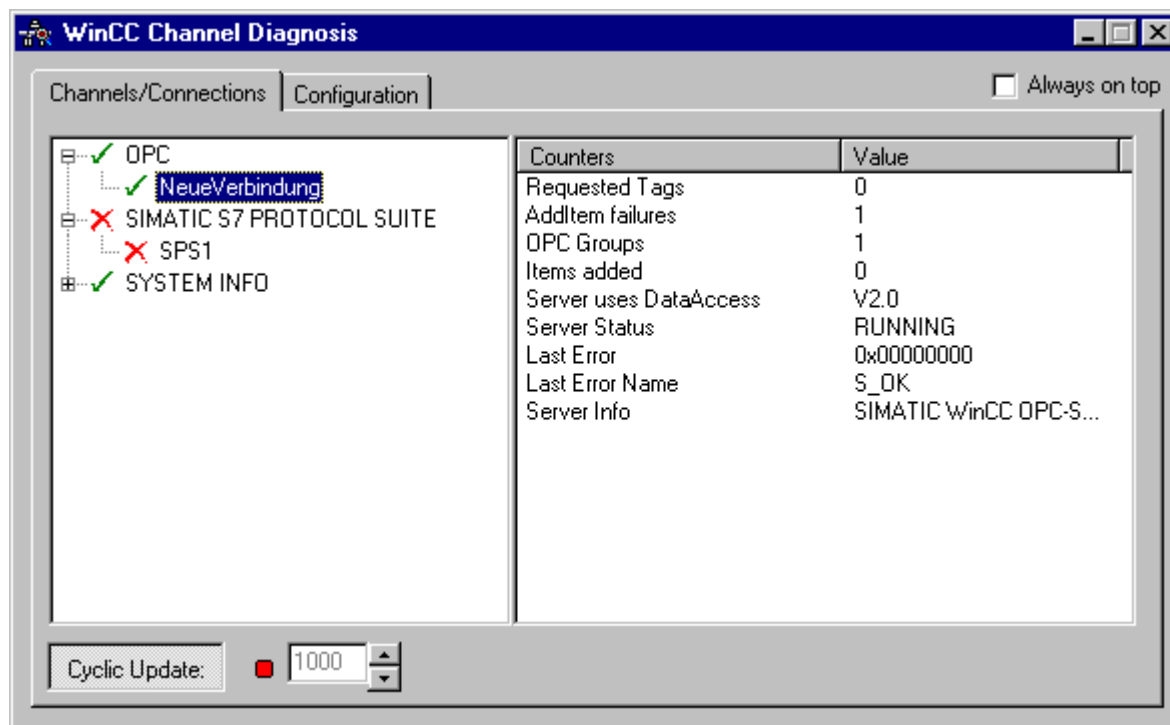 WinCC Channel Diagnosis
Channels/Connections Configuration Always on top
OPC
NeueVerbindung
SIMATIC S7 PROTOCOL SUITE
SPS1
SYSTEM INFO
Counters Value
Requested Tags 0
AddItem failures 1
OPC Groups 1
Items added 0
Server uses DataAccess V2.0
Server Status RUNNING
Last Error 0x00000000
Last Error Name S_OK
Server Info SIMATIC WinCC OPC-S...
Cyclic Update: 1000